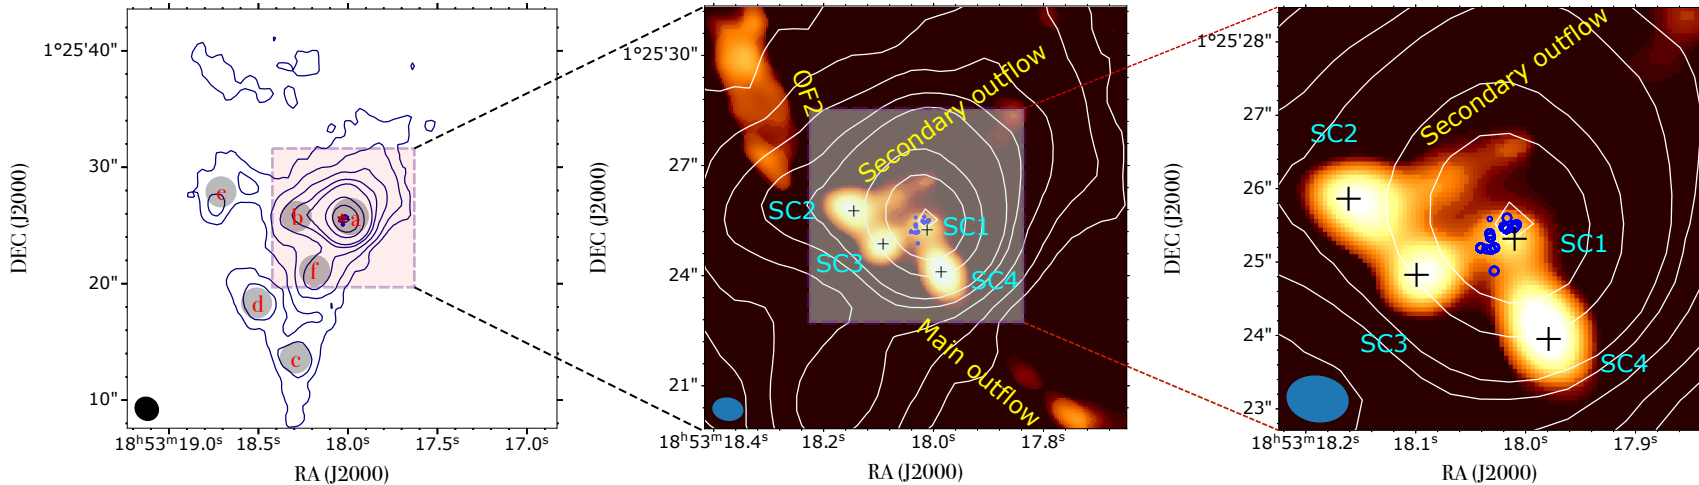 1°25'40"
30"
20"
10"
DEC (J2000)
e
b
a
f
d
c
18ʰ53ᵐ19.0ˢ
18.5ˢ
18.0ˢ
17.5ˢ
17.0ˢ
RA (J2000)
1°25'30"
27"
24"
21"
DEC (J2000)
OF2
Secondary outflow
SC2
SC1
SC3
SC4
Main outflow
18ʰ53ᵐ18.4ˢ
18.2ˢ
18.0ˢ
17.8ˢ
RA (J2000)
1°25'28"
27"
26"
25"
24"
23"
DEC (J2000)
Secondary outflow
SC2
SC1
SC3
SC4
18ʰ53ᵐ18.2ˢ
18.1ˢ
18.0ˢ
17.9ˢ
RA (J2000)